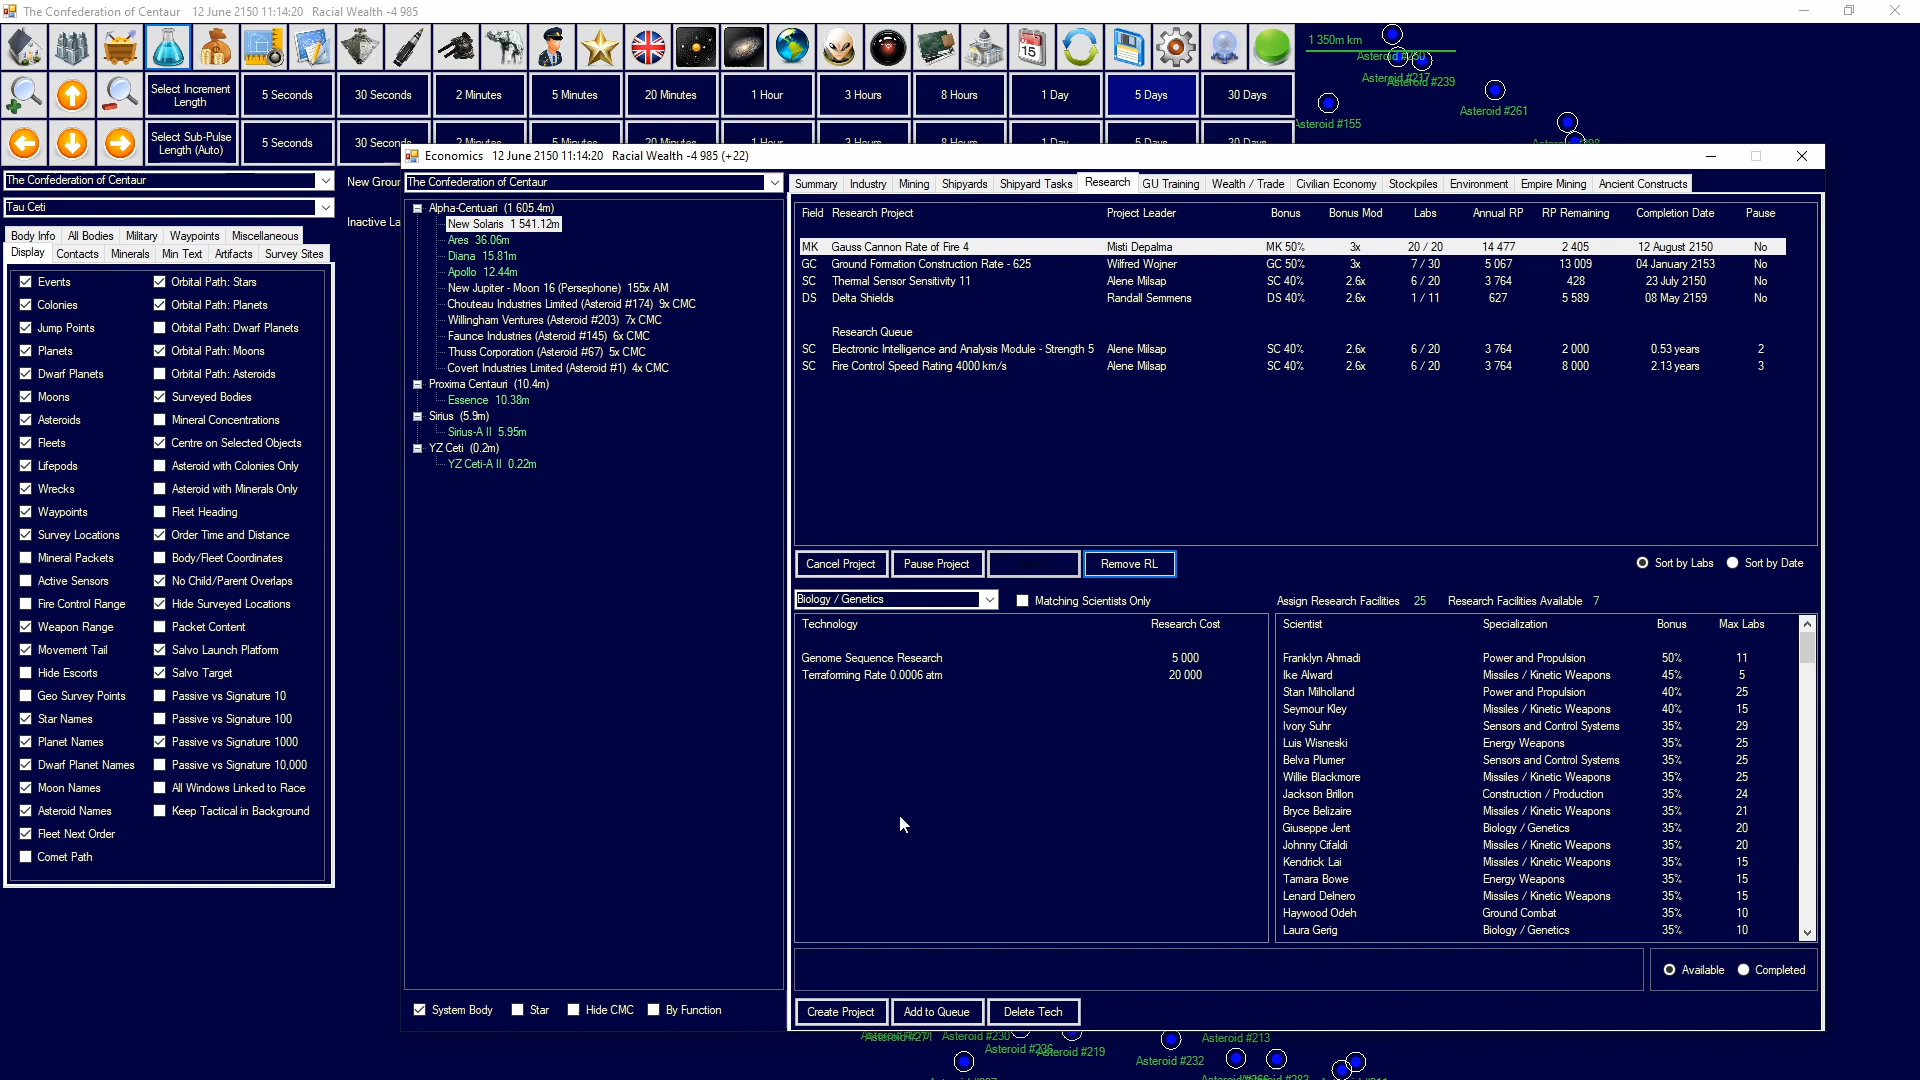 The Confederation of Centaur 12 June 2150 11:14:20 Racial Wealth -4 985
Select Increment Length
5 Seconds
30 Seconds
2 Minutes
5 Minutes
20 Minutes
1 Hour
3 Hours
8 Hours
1 Day
5 Days
30 Days
Select Sub-Pulse Length (Auto)
5 Seconds
1 350m km
Asteroid #217
Asteroid #239
Asteroid #261
Asteroid #155
The Confederation of Centaur
Tau Ceti
Body Info All Bodies Military Waypoints Miscellaneous
Display Contacts Minerals Min Text Artifacts Survey Sites
Events Orbital Path: Stars
Colonies Orbital Path: Planets
Jump Points Orbital Path: Dwarf Planets
Planets Orbital Path: Moons
Dwarf Planets Orbital Path: Asteroids
Moons Surveyed Bodies
Asteroids Mineral Concentrations
Fleets Centre on Selected Objects
Lifepods Asteroid with Colonies Only
Wrecks Asteroid with Minerals Only
Waypoints Fleet Heading
Survey Locations Order Time and Distance
Mineral Packets Body/Fleet Coordinates
Active Sensors No Child/Parent Overlaps
Fire Control Range Hide Surveyed Locations
Weapon Range Packet Content
Movement Tail Salvo Launch Platform
Hide Escorts Salvo Target
Geo Survey Points Passive vs Signature 10
Star Names Passive vs Signature 100
Planet Names Passive vs Signature 1000
Dwarf Planet Names Passive vs Signature 10,000
Moon Names All Windows Linked to Race
Asteroid Names Keep Tactical in Background
Fleet Next Order
Comet Path
Economics 12 June 2150 11:14:20 Racial Wealth -4 985 (+22)
The Confederation of Centaur
Summary Industry Mining Shipyards Shipyard Tasks Research GU Training Wealth / Trade Civilian Economy Stockpiles Environment Empire Mining Ancient Constructs
Alpha-Centuari (1 605.4m)
New Solaris 1 541.12m
Ares 36.06m
Diana 15.81m
Apollo 12.44m
New Jupiter - Moon 16 (Persephone) 155x AM
Chouteau Industries Limited (Asteroid #174) 9x CMC
Willingham Ventures (Asteroid #203) 7x CMC
Faunce Industries (Asteroid #145) 6x CMC
Thuss Corporation (Asteroid #67) 5x CMC
Covert Industries Limited (Asteroid #1) 4x CMC
Proxima Centauri (10.4m)
Essence 10.38m
Sirius (5.9m)
Sirius-A II 5.95m
YZ Ceti (0.2m)
YZ Ceti-A II 0.22m
System Body Star Hide CMC By Function
Field Research Project Project Leader Bonus Bonus Mod Labs Annual RP RP Remaining Completion Date Pause
MK Gauss Cannon Rate of Fire 4 Misti Depalma MK 50% 3x 20 / 20 14 477 2 405 12 August 2150 No
GC Ground Formation Construction Rate - 625 Wilfred Wojner GC 50% 3x 7 / 30 5 067 13 009 04 January 2153 No
SC Thermal Sensor Sensitivity 11 Alene Milsap SC 40% 2.6x 6 / 20 3 764 428 23 July 2150 No
DS Delta Shields Randall Semmens DS 40% 2.6x 1 / 11 627 5 589 08 May 2159 No
Research Queue
SC Electronic Intelligence and Analysis Module - Strength 5 Alene Milsap SC 40% 2.6x 6 / 20 3 764 2 000 0.53 years 2
SC Fire Control Speed Rating 4000 km/s Alene Milsap SC 40% 2.6x 6 / 20 3 764 8 000 2.13 years 3
Cancel Project Pause Project Remove RL Sort by Labs Sort by Date
Biology / Genetics Matching Scientists Only Assign Research Facilities 25 Research Facilities Available 7
Technology Research Cost
Genome Sequence Research 5 000
Terraforming Rate 0.0006 atm 20 000
Scientist Specialization Bonus Max Labs
Franklyn Ahmadi Power and Propulsion 50% 11
Ike Alward Missiles / Kinetic Weapons 45% 5
Stan Milholland Power and Propulsion 40% 25
Seymour Kley Missiles / Kinetic Weapons 40% 15
Ivory Suhr Sensors and Control Systems 35% 29
Luis Wisneski Energy Weapons 35% 25
Belva Plumer Sensors and Control Systems 35% 25
Willie Blackmore Missiles / Kinetic Weapons 35% 25
Jackson Brillon Construction / Production 35% 24
Bryce Belizaire Missiles / Kinetic Weapons 35% 21
Giuseppe Jent Biology / Genetics 35% 20
Johnny Cifaldi Missiles / Kinetic Weapons 35% 20
Kendrick Lai Missiles / Kinetic Weapons 35% 15
Tamara Bowe Energy Weapons 35% 15
Lenard Delnero Missiles / Kinetic Weapons 35% 15
Haywood Odeh Ground Combat 35% 10
Laura Gerig Biology / Genetics 35% 10
Available Completed
Create Project Add to Queue Delete Tech
Asteroid #230
Asteroid #213
Asteroid #219
Asteroid #232